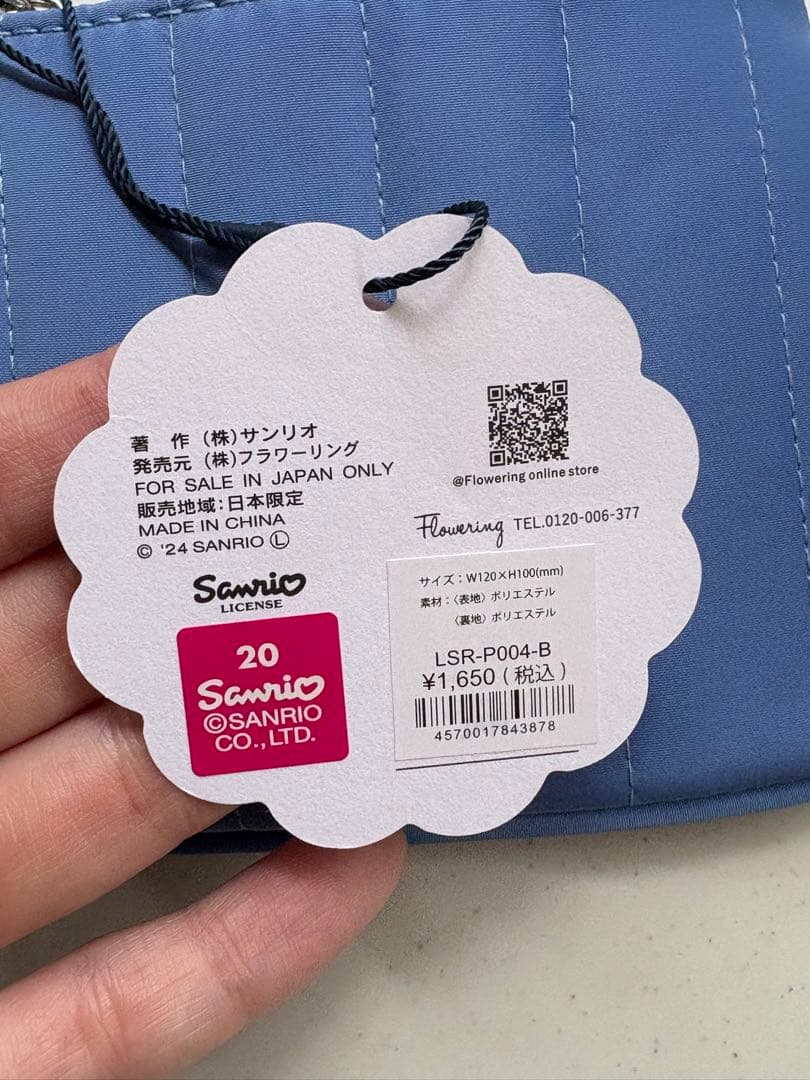 著 作 (株)サンリオ
発売元 (株)フラワーリング
FOR SALE IN JAPAN ONLY
販売地域:日本限定
MADE IN CHINA
© '24 SANRIO Ⓛ
Sanrio
LICENSE
20
Sanrio
©SANRIO
CO.,LTD.
@Flowering online store
Flowering TEL.0120-006-377
サイズ:W120×H100(mm)
素材:〈表地〉ポリエステル
〈裏地〉ポリエステル
LSR-P004-B
¥1,650(税込)
4570017843878